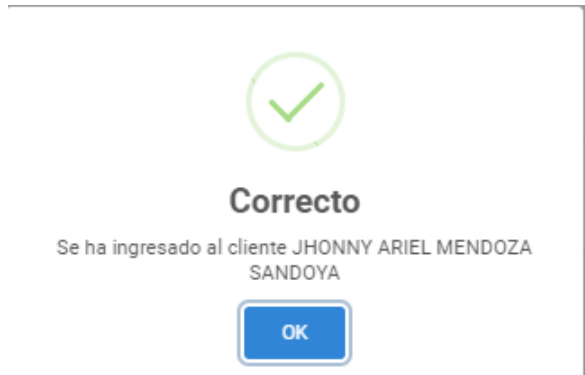 Correcto
Se ha ingresado al cliente JHONNY ARIEL MENDOZA
SANDOYA
OK